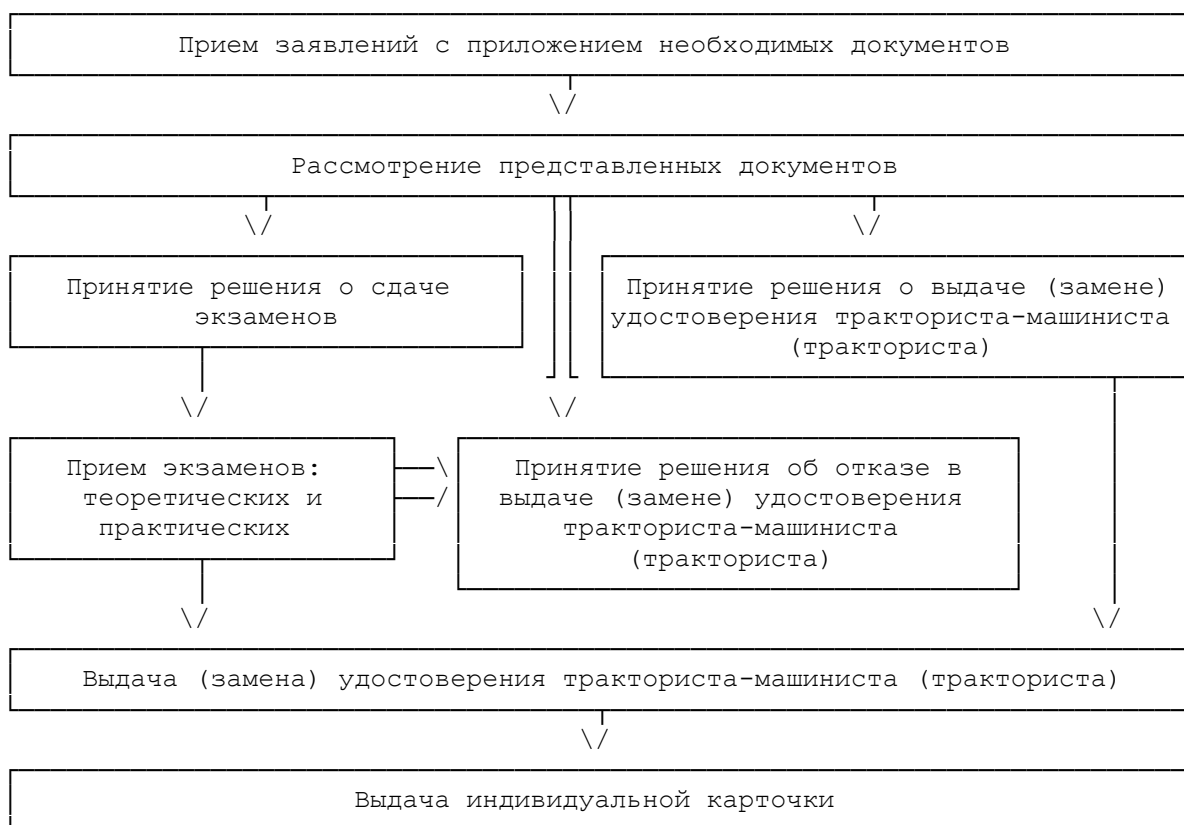 Прием заявлений с приложением необходимых документов
Рассмотрение представленных документов
Принятие решения о сдаче
экзаменов
Принятие решения о выдаче (замене)
удостоверения тракториста-машиниста
(тракториста)
Прием экзаменов:
теоретических и
практических
Принятие решения об отказе в
выдаче (замене) удостоверения
тракториста-машиниста
(тракториста)
Выдача (замена) удостоверения тракториста-машиниста (тракториста)
Выдача индивидуальной карточки